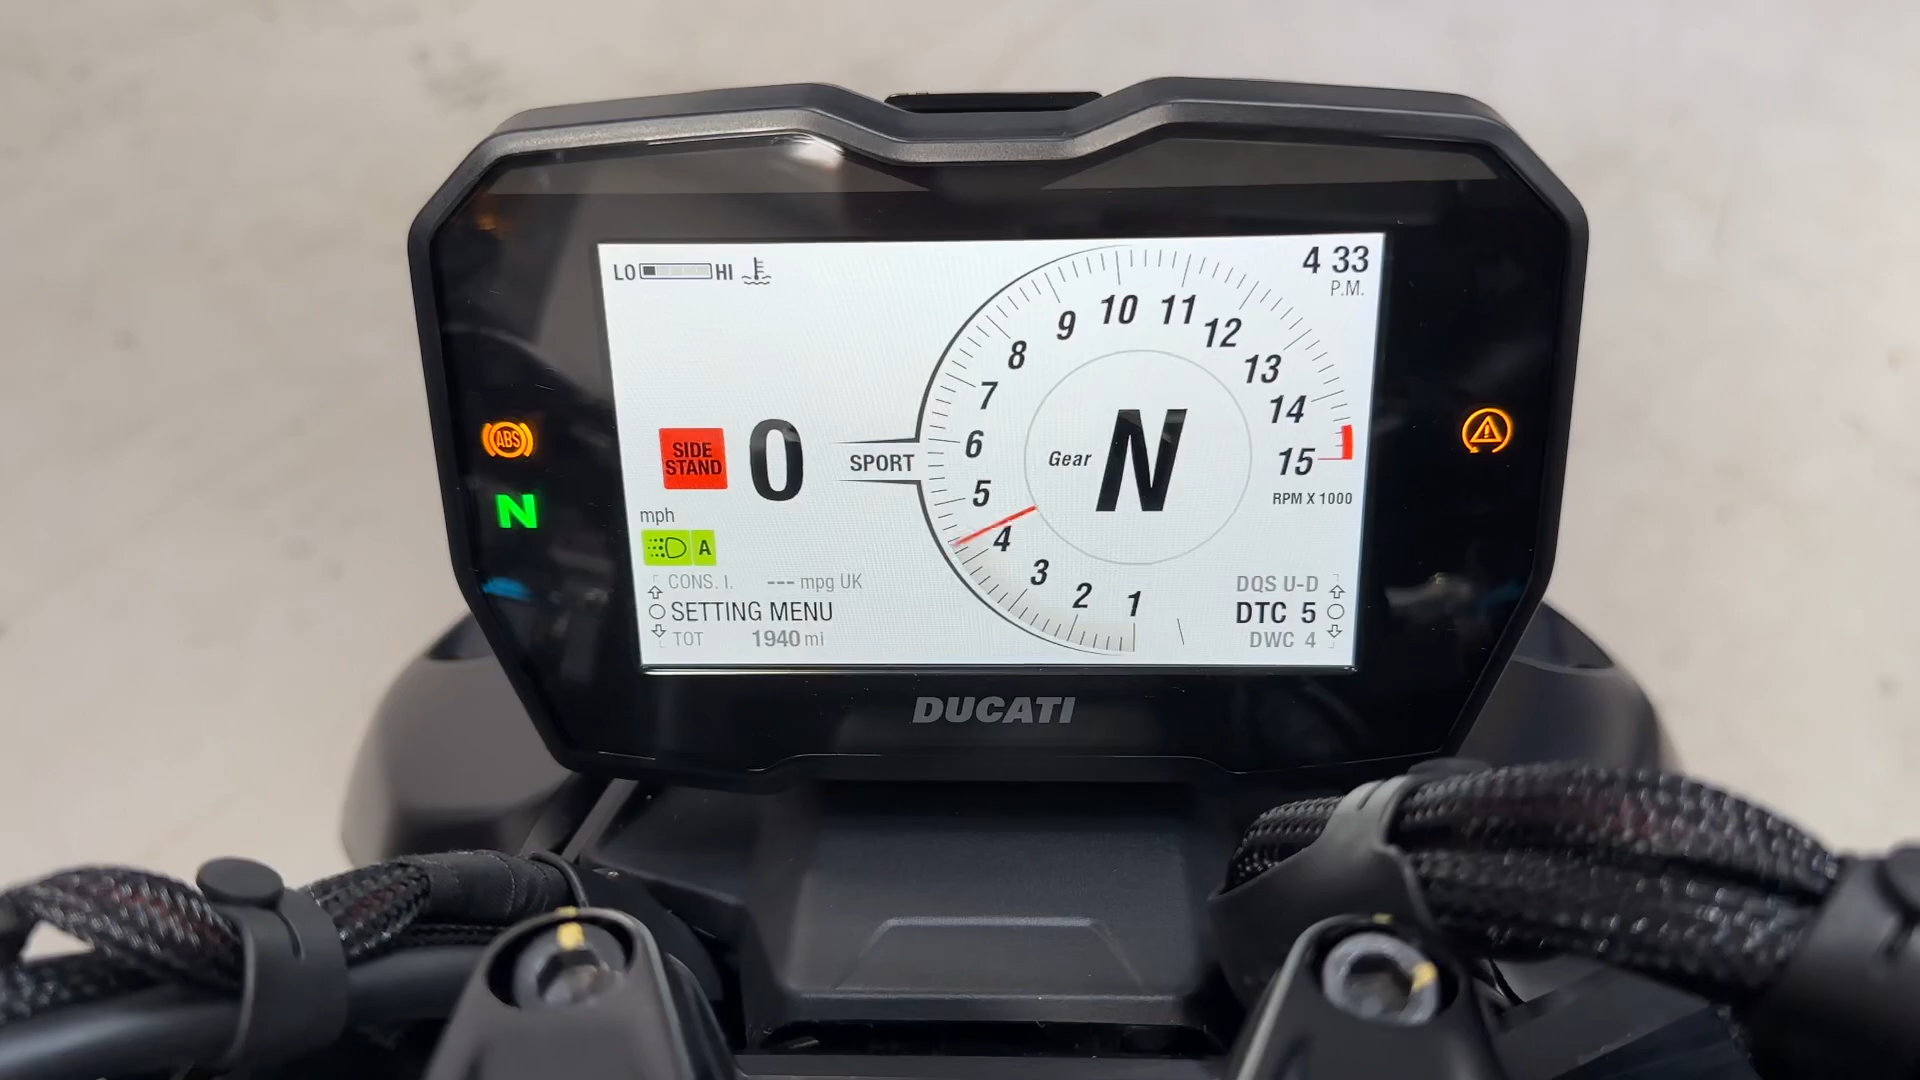 LO HI
4 33
P.M.
10 11
9 12
8 13
7 14
6 15
5
4
3
2 1
RPM X 1000
Gear N
SPORT
SIDE
STAND
0
mph
A
CONS. I. --- mpg UK
SETTING MENU
TOT 1940 mi
DQS U-D
DTC 5
DWC 4
ABS
N
DUCATI